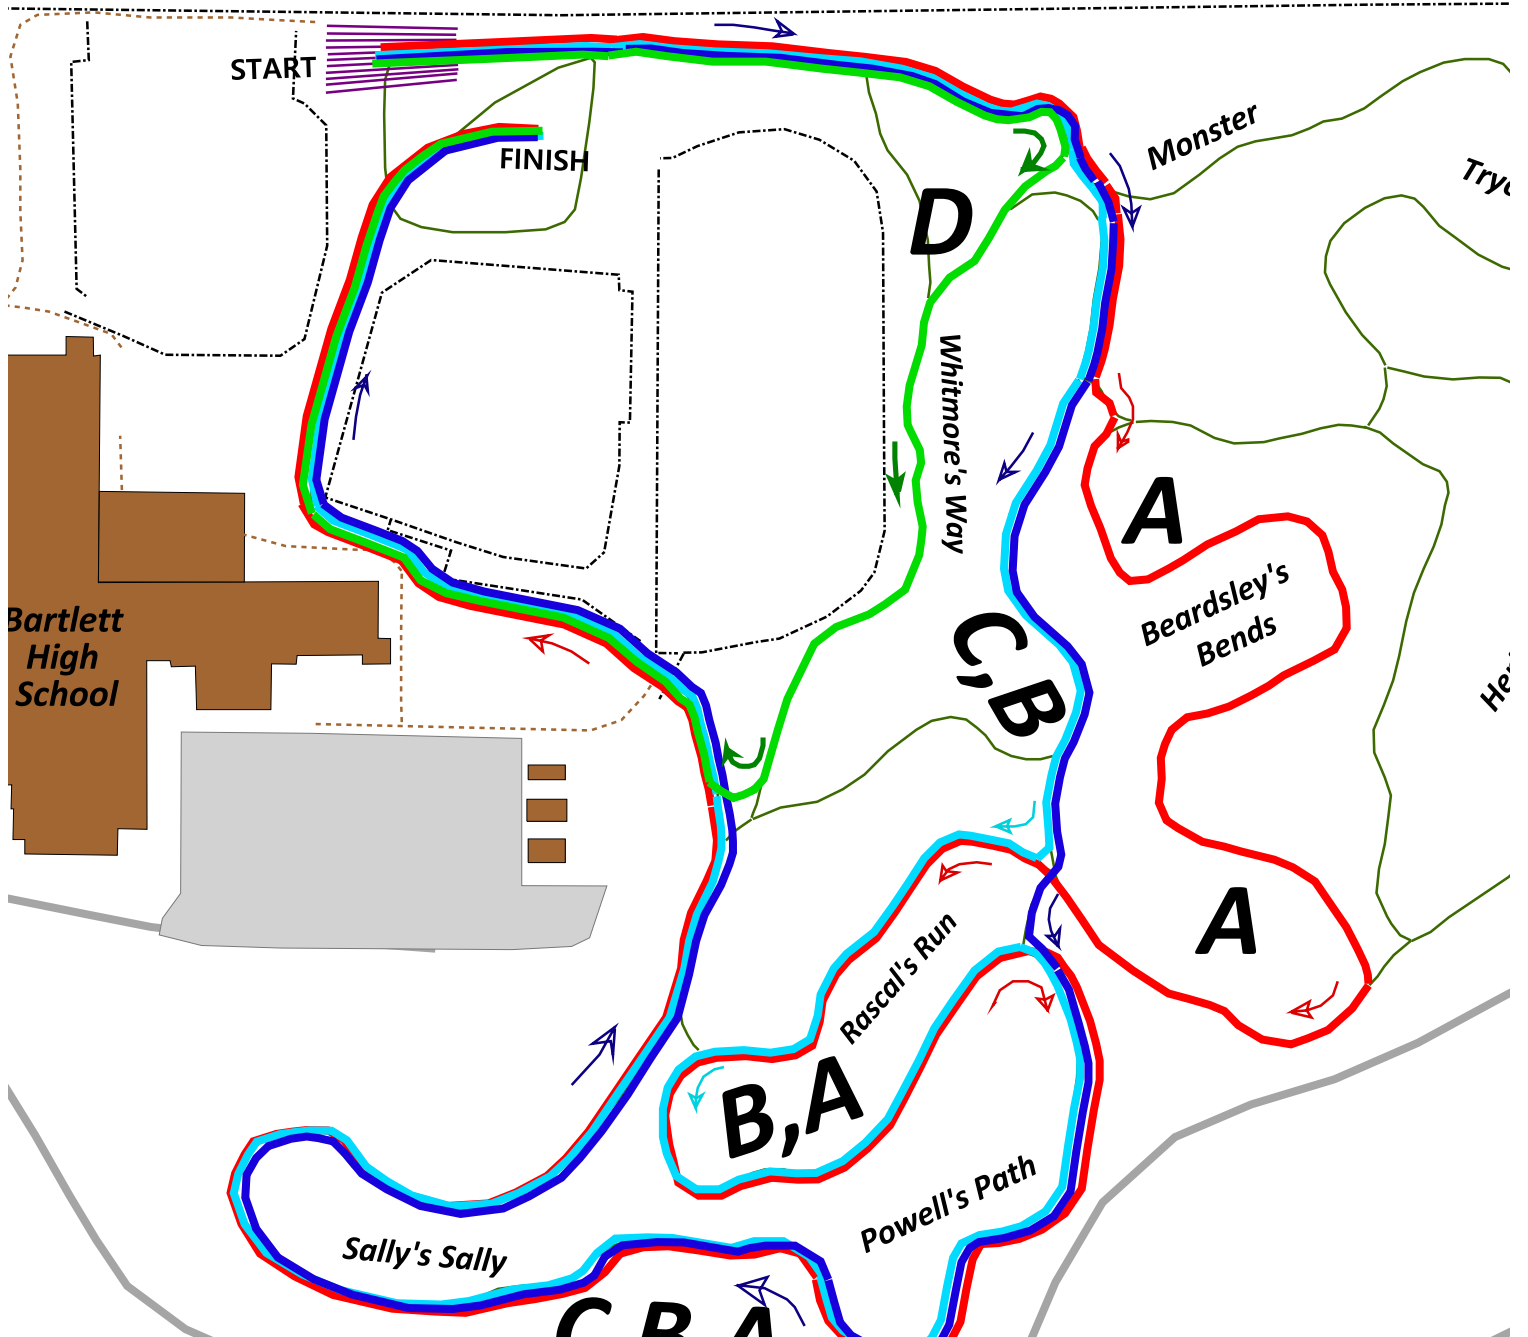 START
FINISH
Monster
D
Whitmore's Way
A
Beardsley's
Bends
C,B
Bartlett
High
School
A
Rascal's Run
B,A
Powell's Path
Sally's Sally
C,B,A